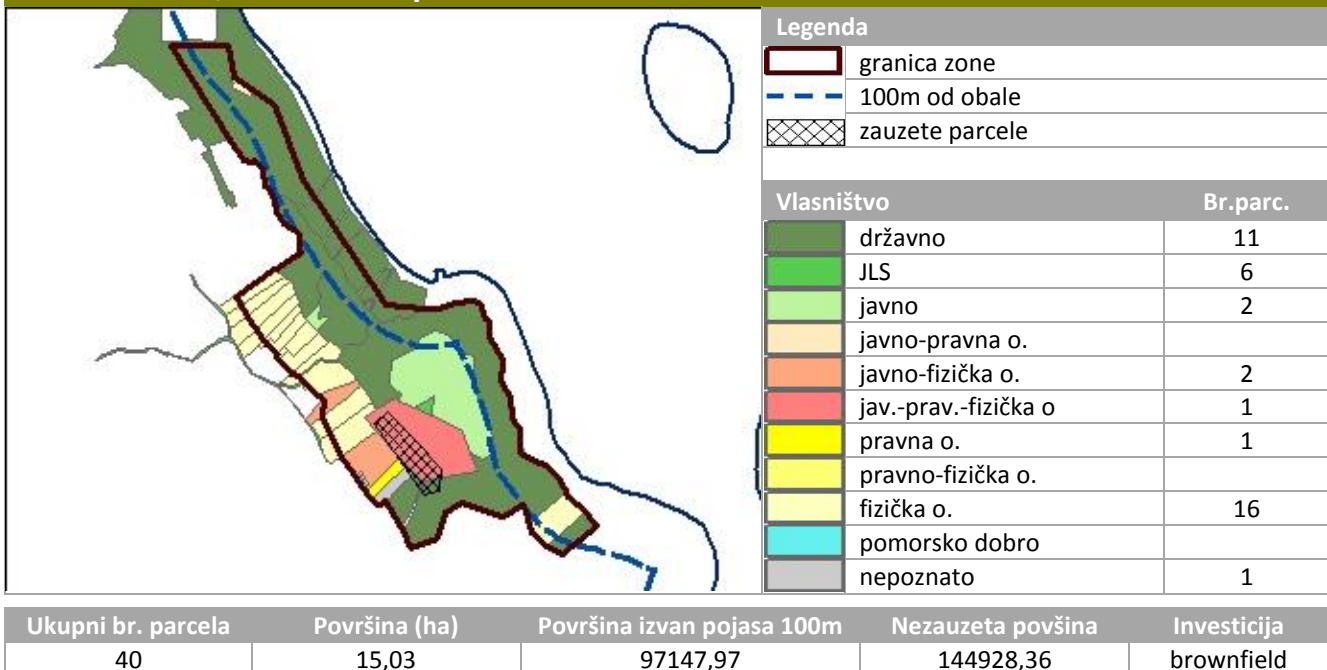 Legenda
granica zone
100m od obale
zauzete parcele
Vlasništvo Br.parc.
državno 11
JLS 6
javno 2
javno-pravna o.
javno-fizička o. 2
jav.-prav.-fizička o 1
pravna o. 1
pravno-fizička o.
fizička o. 16
pomorsko dobro
nepoznato 1
Ukupni br. parcela Površina (ha) Površina izvan pojasa 100m Nezauzeta povšina Investicija
40 15,03 97147,97 144928,36 brownfield